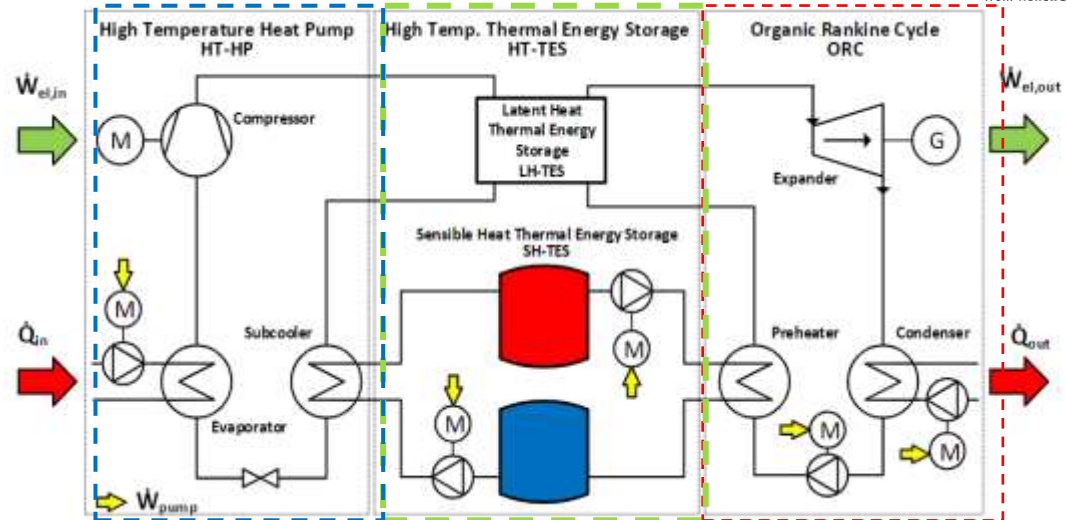 High Temperature Heat Pump
HT-HP
High Temp. Thermal Energy Storage
HT-TES
Organic Rankine Cycle
ORC
Ẇel,in
Ẇel,out
M
Compressor
Latent Heat
Thermal Energy
Storage
LH-TES
G
Expander
Sensible Heat Thermal Energy Storage
SH-TES
M
Q̇in
Subcooler
M
Preheater
Condenser
Q̇out
M
Evaporator
M
M
Ẇpump